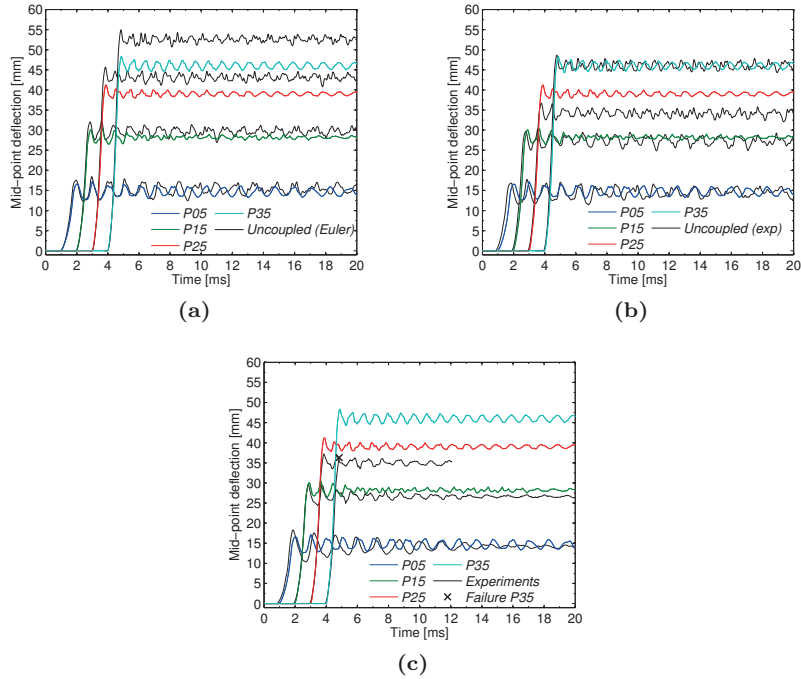 60
55
50
45
40
35
30
25
20
15
10
5
0
Mid−point deflection [mm]
P05
P15
P25
P35
Uncoupled (Euler)
0 2 4 6 8 10 12 14 16 18 20
Time [ms]
(a)
60
55
50
45
40
35
30
25
20
15
10
5
0
Mid−point deflection [mm]
P05
P15
P25
P35
Uncoupled (exp)
0 2 4 6 8 10 12 14 16 18 20
Time [ms]
(b)
60
55
50
45
40
35
30
25
20
15
10
5
0
Mid−point deflection [mm]
P05
P15
P25
P35
Experiments
Failure P35
0 2 4 6 8 10 12 14 16 18 20
Time [ms]
(c)